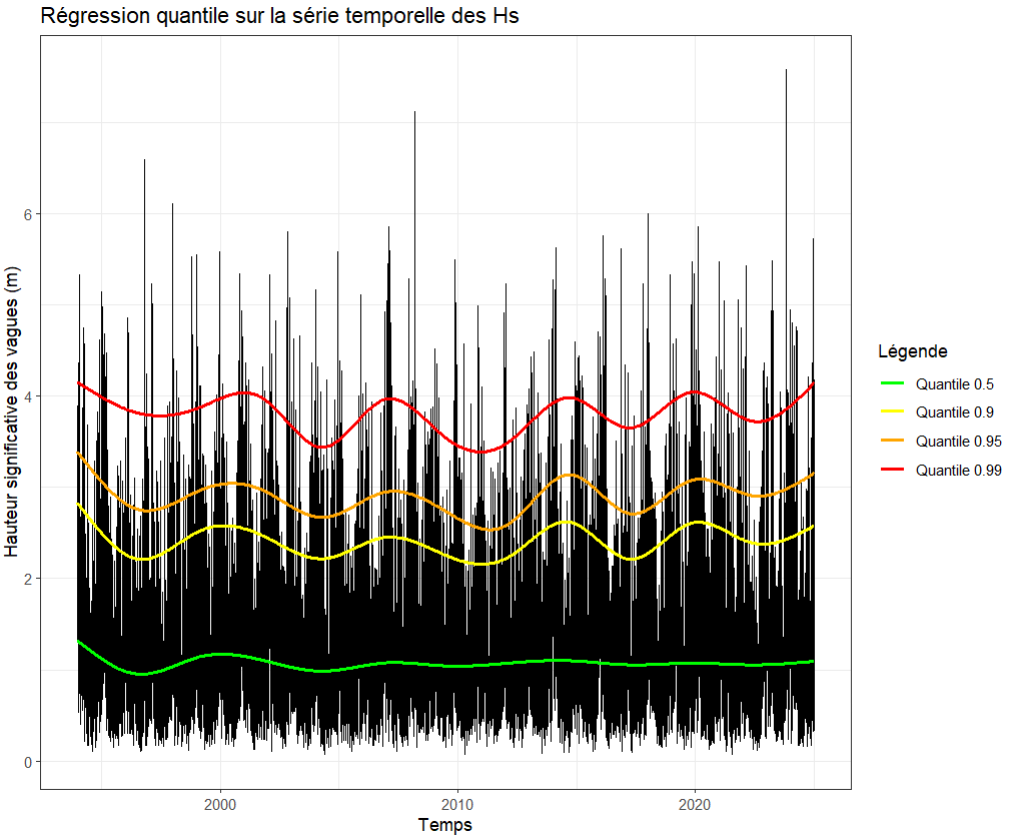 Régression quantile sur la série temporelle des Hs
Hauteur significative des vagues (m)
6
4
2
0
2000
2010
2020
Temps
Légende
Quantile 0.5
Quantile 0.9
Quantile 0.95
Quantile 0.99